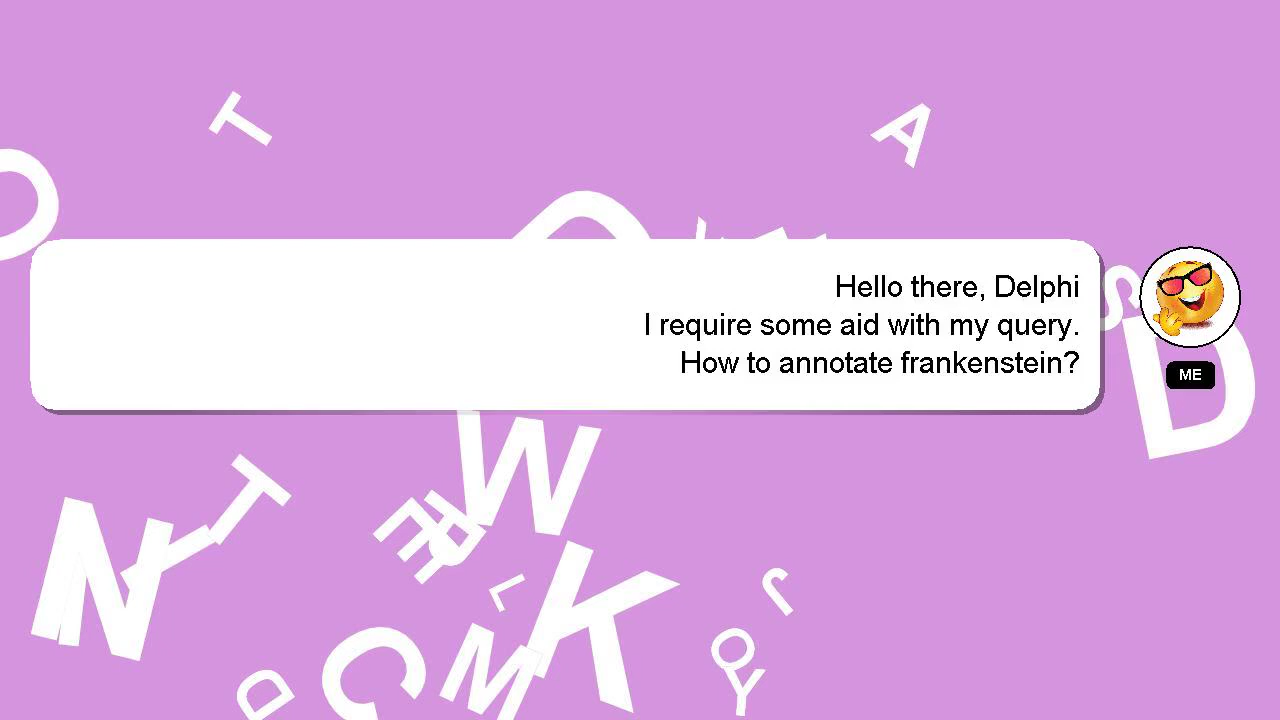 Hello there, Delphi
I require some aid with my query.
How to annotate frankenstein?
ME